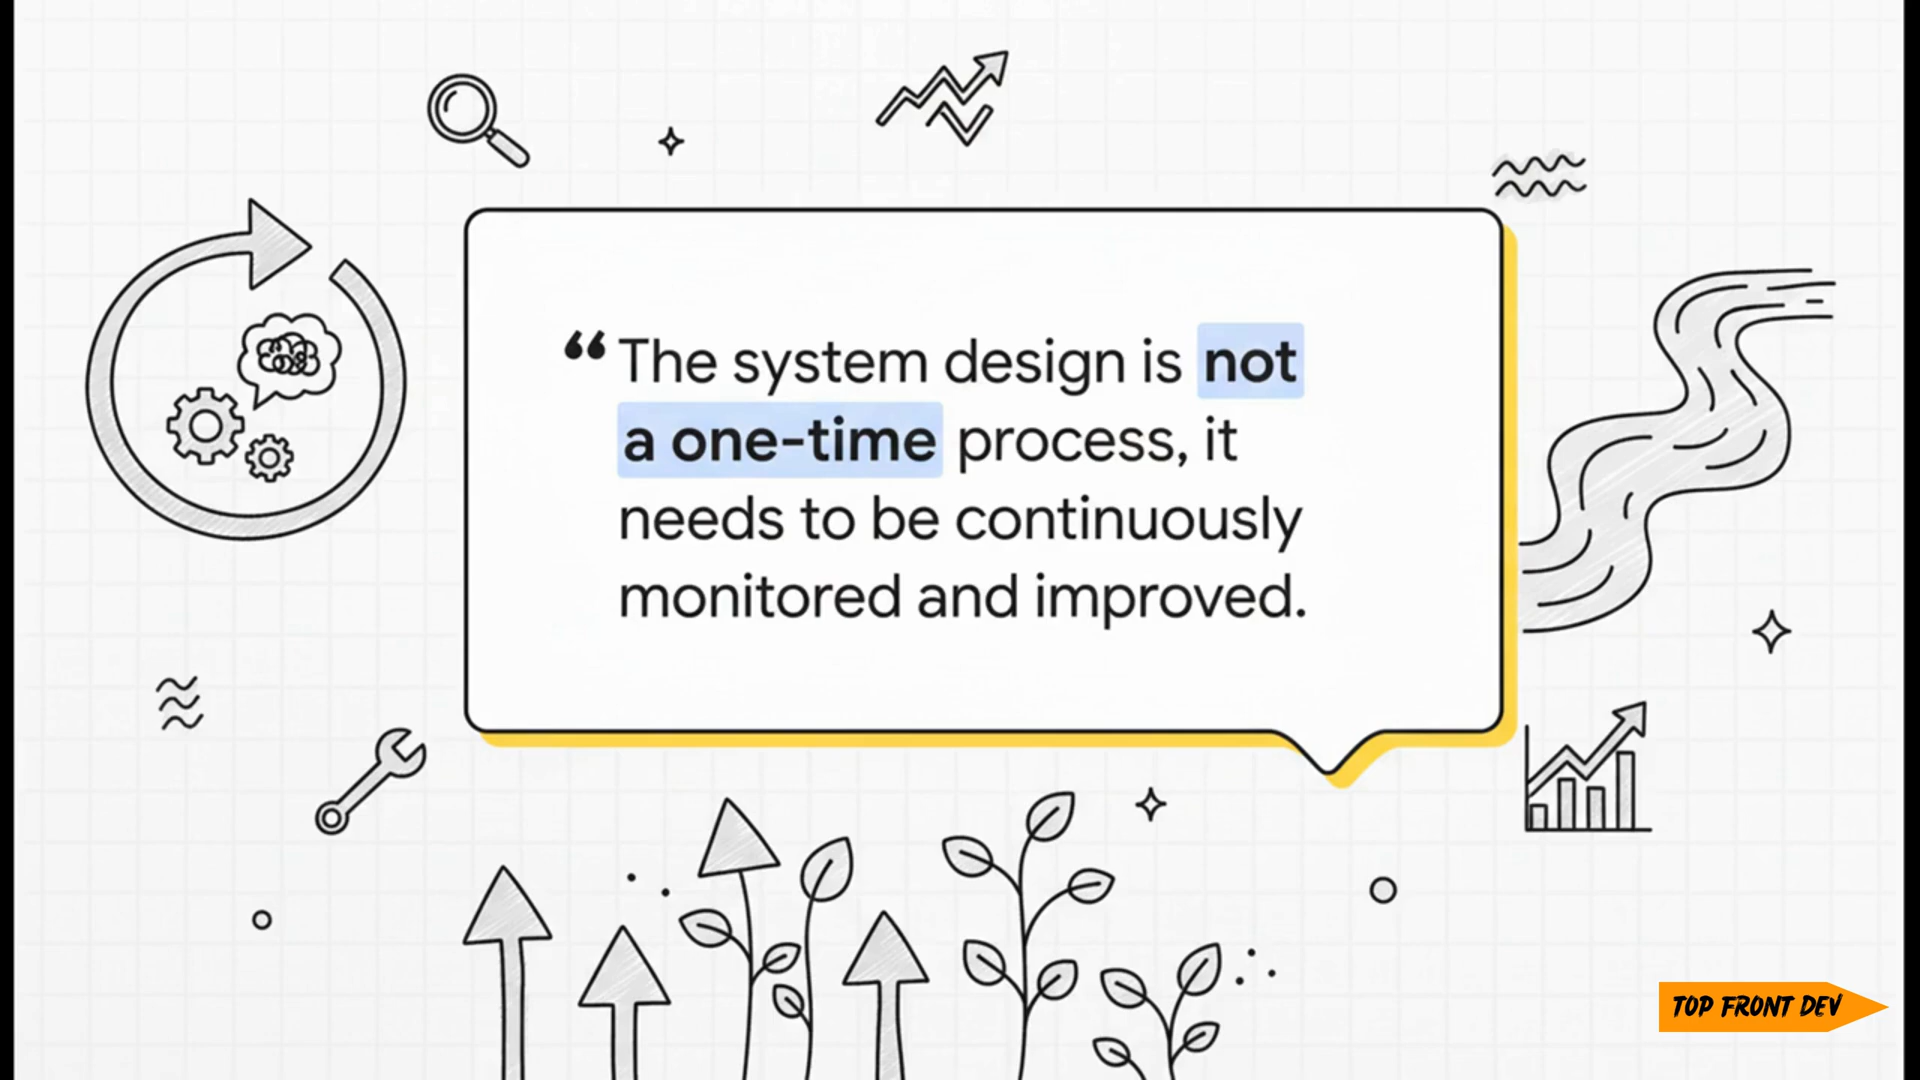 “The system design is not
a one-time process, it
needs to be continuously
monitored and improved.
TOP FRONT DEV